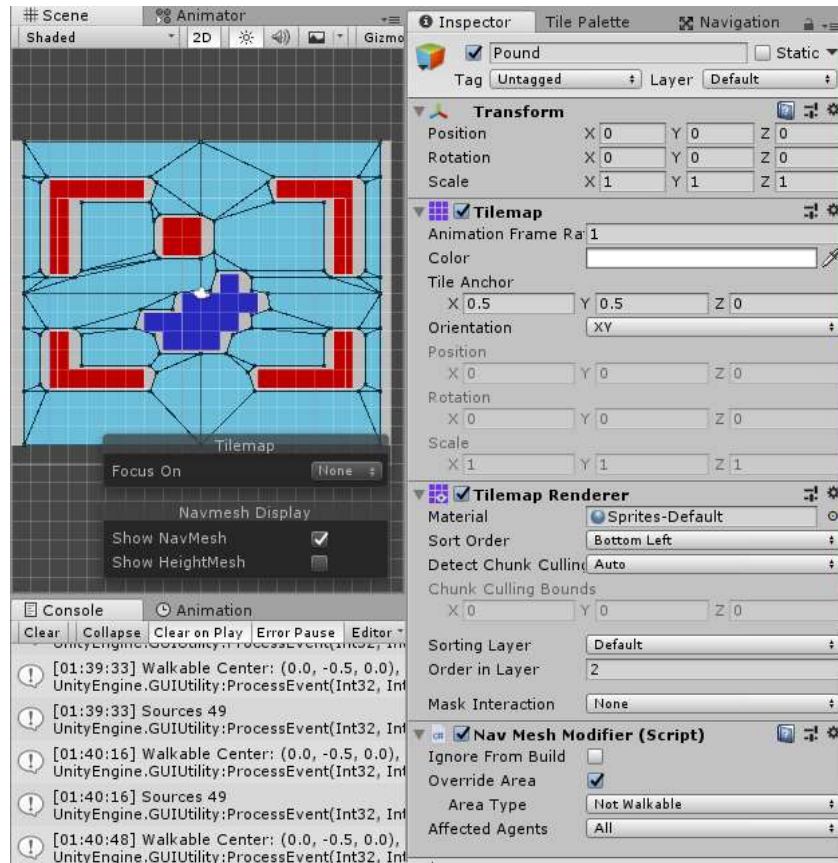 Scene
Animator
Shaded
2D
Gizmo
Tilemap
Focus On
None
Navmesh Display
Show NavMesh
Show HeightMesh
Console
Animation
Clear
Collapse
Clear on Play
Error Pause
Editor
UnityEngine.GUIUtility:ProcessEvent(Int32, Int
[01:39:33] Walkable Center: (0.0, -0.5, 0.0),
UnityEngine.GUIUtility:ProcessEvent(Int32, Int
[01:39:33] Sources 49
UnityEngine.GUIUtility:ProcessEvent(Int32, Int
[01:40:16] Walkable Center: (0.0, -0.5, 0.0),
UnityEngine.GUIUtility:ProcessEvent(Int32, Int
[01:40:16] Sources 49
UnityEngine.GUIUtility:ProcessEvent(Int32, Int
[01:40:48] Walkable Center: (0.0, -0.5, 0.0),
UnityEngine.GUIUtility:ProcessEvent(Int32, Int
Inspector
Tile Palette
Navigation
Pound
Static
Tag Untagged Layer Default
Transform
Position X 0 Y 0 Z 0
Rotation X 0 Y 0 Z 0
Scale X 1 Y 1 Z 1
Tilemap
Animation Frame Ra 1
Color
Tile Anchor
X 0.5 Y 0.5 Z 0
Orientation XY
Position
X 0 Y 0 Z 0
Rotation
X 0 Y 0 Z 0
Scale
X 1 Y 1 Z 1
Tilemap Renderer
Material Sprites-Default
Sort Order Bottom Left
Detect Chunk Culling Auto
Chunk Culling Bounds
X 0 Y 0 Z 0
Sorting Layer Default
Order in Layer 2
Mask Interaction None
Nav Mesh Modifier (Script)
Ignore From Build
Override Area
Area Type Not Walkable
Affected Agents All